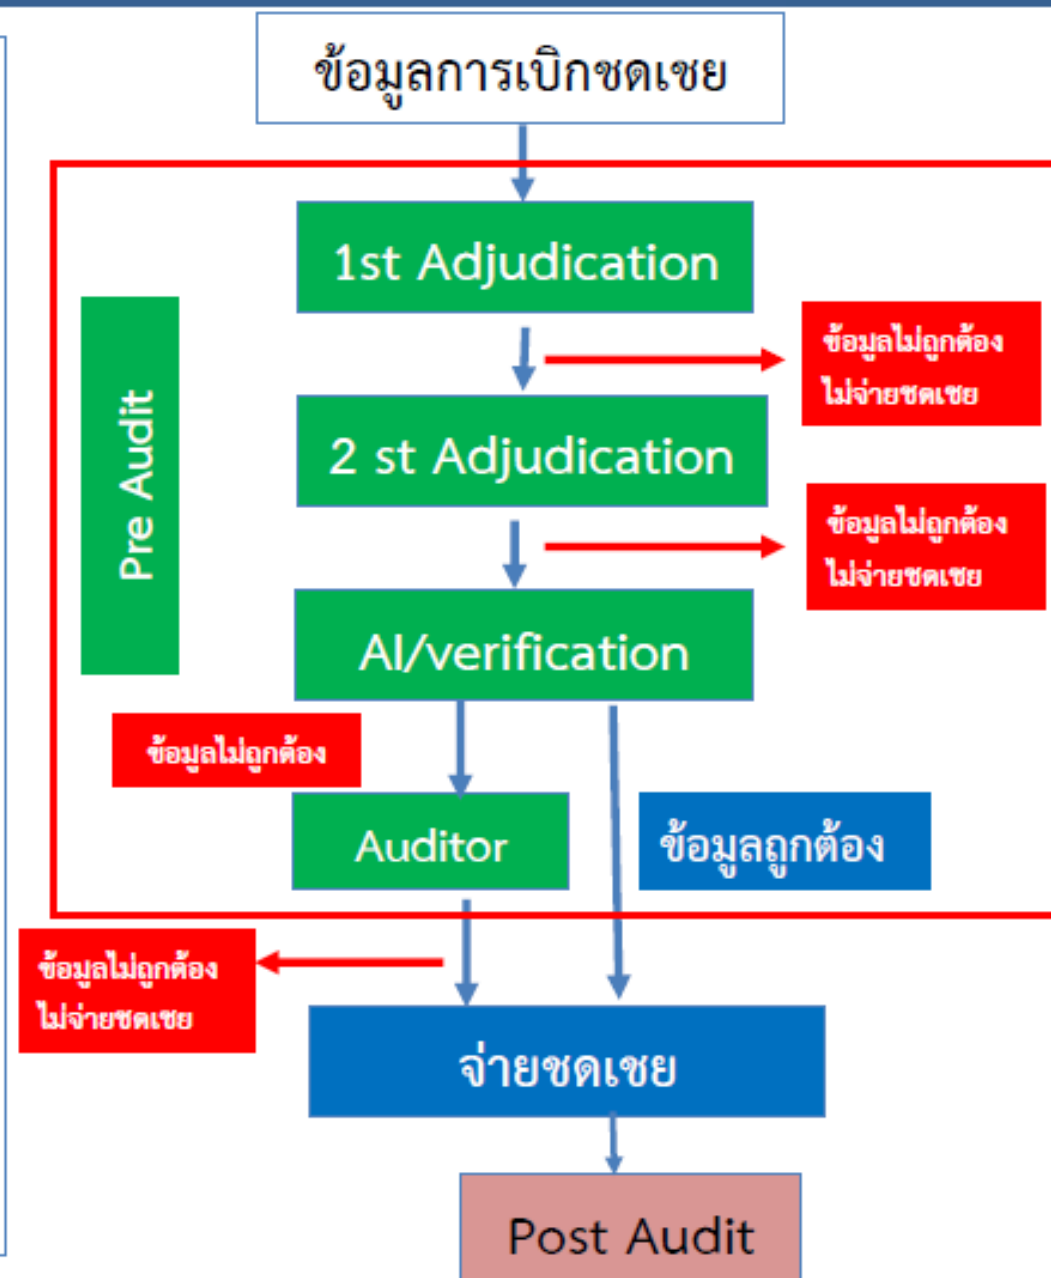 ข้อมูลการเบิกชดเชย
1st Adjudication
ข้อมูลไม่ถูกต้อง
ไม่จ่ายชดเชย
Pre Audit
2 st Adjudication
ข้อมูลไม่ถูกต้อง
ไม่จ่ายชดเชย
AI/verification
ข้อมูลไม่ถูกต้อง
Auditor
ข้อมูลถูกต้อง
ข้อมูลไม่ถูกต้อง
ไม่จ่ายชดเชย
จ่ายชดเชย
Post Audit